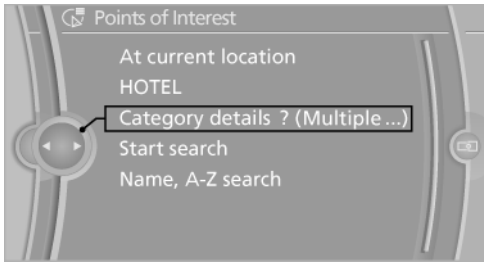 Points of Interest
At current location
HOTEL
Category details ? (Multiple ...)
Start search
Name, A-Z search